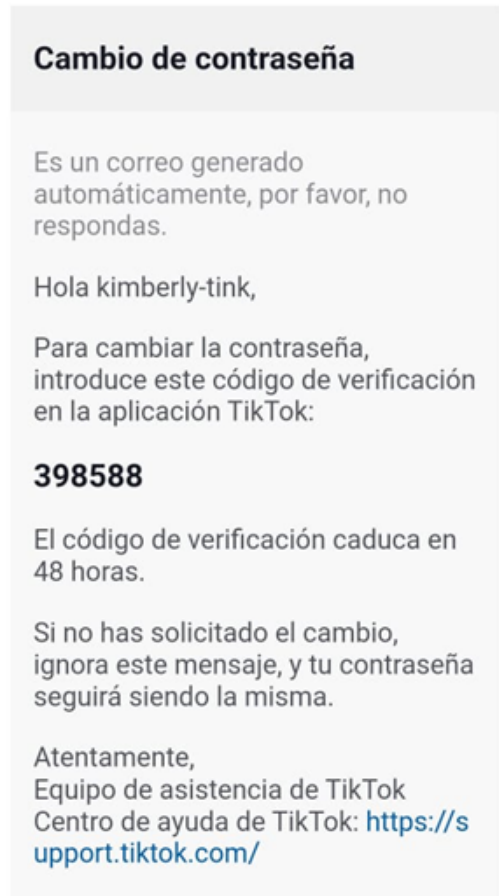 Cambio de contraseña
Es un correo generado
automáticamente, por favor, no
respondas.
Hola kimberly-tink,
Para cambiar la contraseña,
introduce este código de verificación
en la aplicación TikTok:
398588
El código de verificación caduca en
48 horas.
Si no has solicitado el cambio,
ignora este mensaje, y tu contraseña
seguirá siendo la misma.
Atentamente,
Equipo de asistencia de TikTok
Centro de ayuda de TikTok: https://s
upport.tiktok.com/